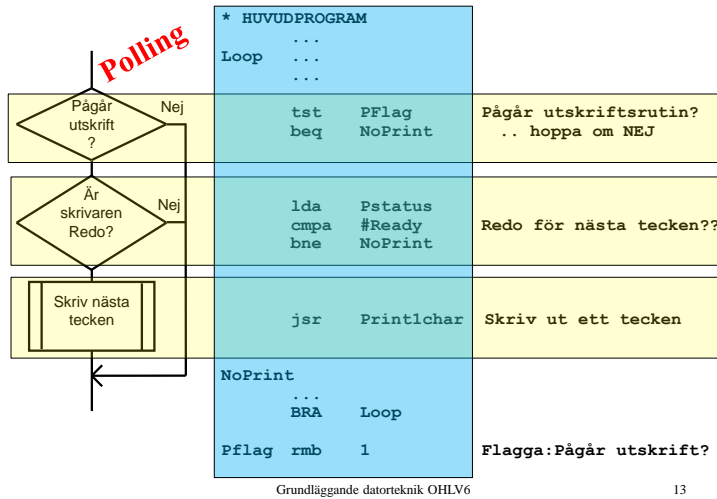 * HUVUDPROGRAM
...
Loop ...
...
Polling
Pågår
utskrift
?
Nej
tst PFlag Pågår utskriftsrutin?
beq NoPrint .. hoppa om NEJ
Är
skrivaren
Redo?
Nej
lda Pstatus
cmpa #Ready Redo för nästa tecken??
bne NoPrint
Skriv nästa
tecken
jsr Print1char Skriv ut ett tecken
NoPrint
...
BRA Loop
Pflag rmb 1 Flagga:Pågår utskrift?
Grundläggande datorteknik OHLV6 13